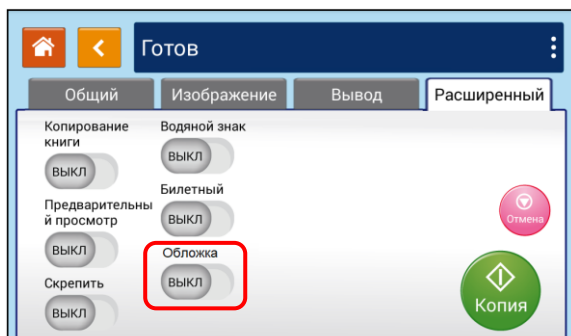 Готов
Общий
Изображение
Вывод
Расширенный
Копирование
книги
ВЫКЛ
Предварительны
й просмотр
ВЫКЛ
Скрепить
ВЫКЛ
Водяной знак
ВЫКЛ
Билетный
ВЫКЛ
Обложка
ВЫКЛ
Отмена
Копия